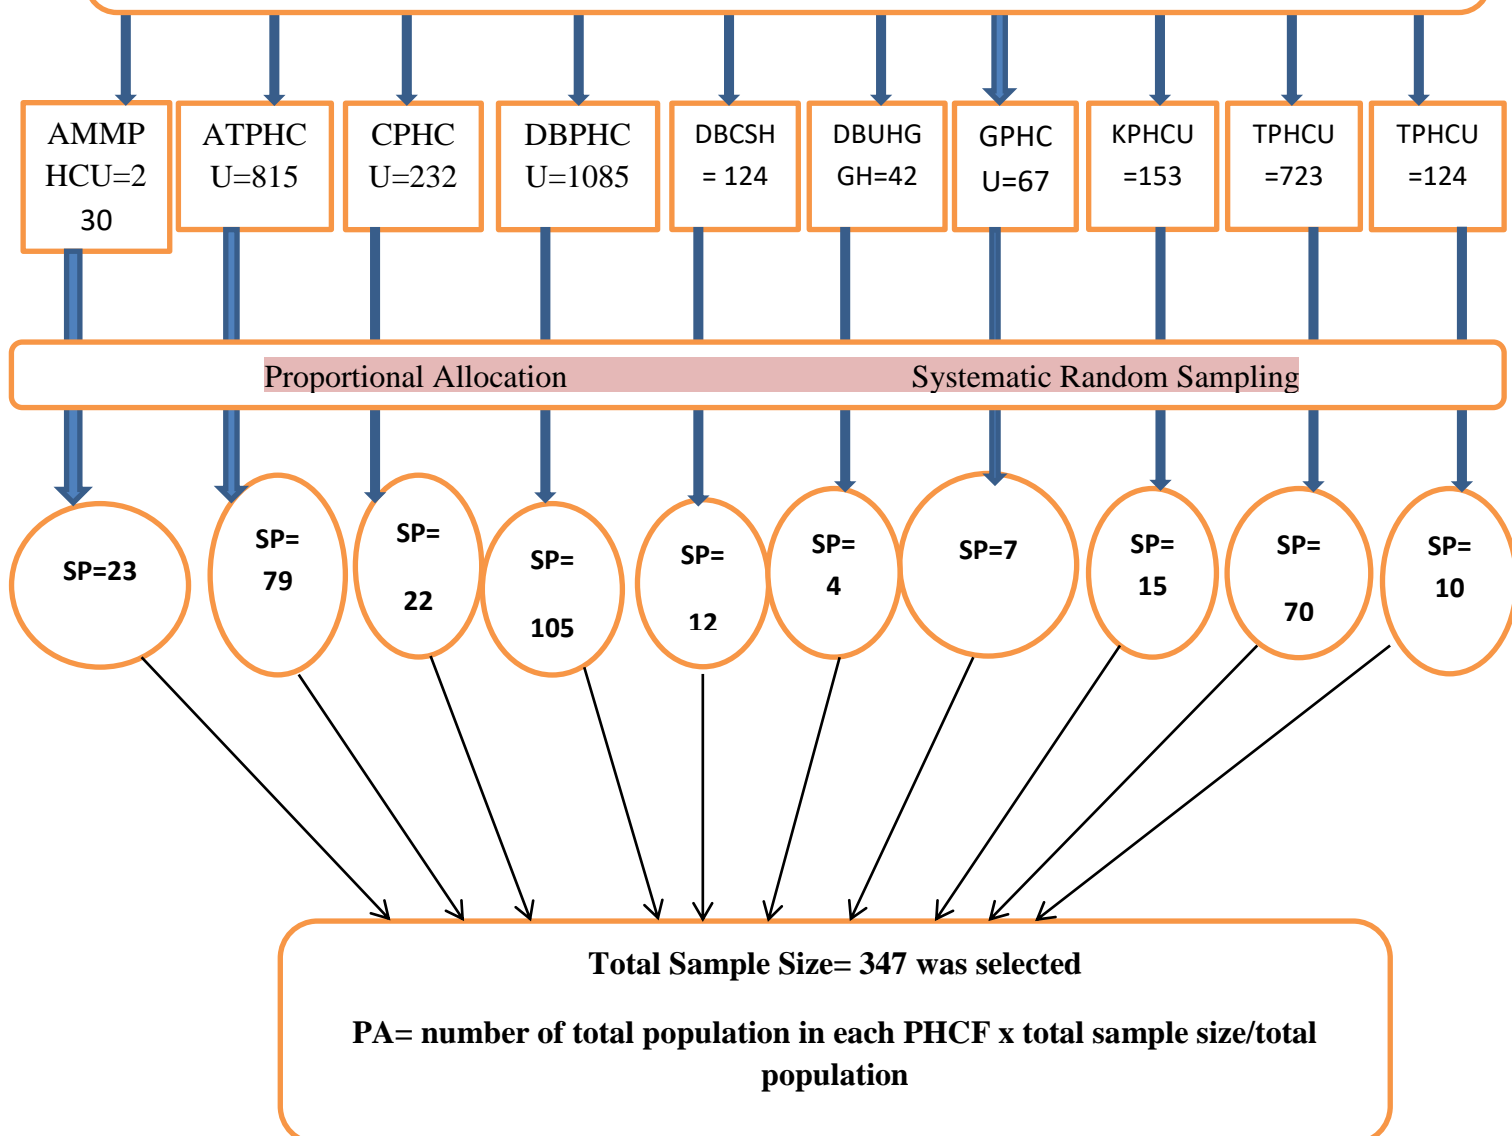 AMMP
HCU=2
30
ATPHC
U=815
CPHC
U=232
DBPHC
U=1085
DBCSH
= 124
DBUHG
GH=42
GPHC
U=67
KPHCU
=153
TPHCU
=723
TPHCU
=124
Proportional Allocation Systematic Random Sampling
SP=23
SP=
79
SP=
22
SP=
105
SP=
12
SP=
4
SP=7
SP=
15
SP=
70
SP=
10
Total Sample Size= 347 was selected
PA= number of total population in each PHCF x total sample size/total
population